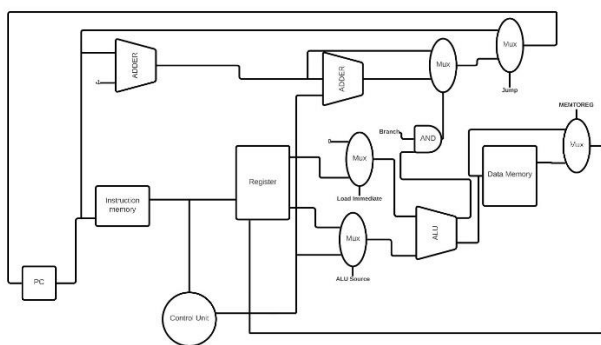 Mux
ADDER
ADDER
Mux
Jump
MEMTOREG
Branch
AND
Mux
Mux
Register
Data Memory
Instruction
memory
Load Immediate
ALU
Mux
PC
ALU Source
Control Unit